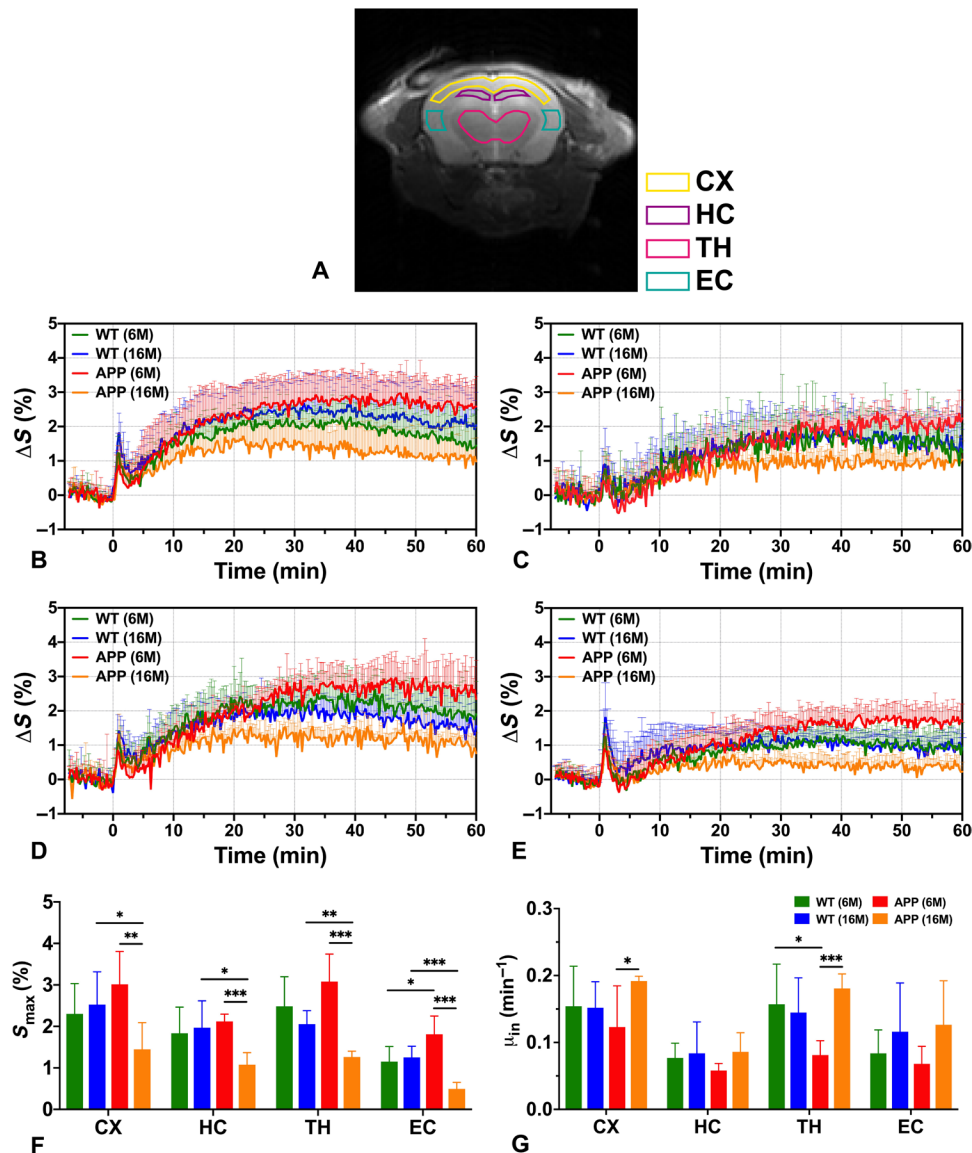 A
CX
HC
TH
EC
5
4
3
2
1
0
–1
ΔS (%)
WT (6M)
WT (16M)
APP (6M)
APP (16M)
0 10 20 30 40 50 60
B Time (min)
5
4
3
2
1
0
–1
ΔS (%)
WT (6M)
WT (16M)
APP (6M)
APP (16M)
0 10 20 30 40 50 60
C Time (min)
5
4
3
2
1
0
–1
ΔS (%)
WT (6M)
WT (16M)
APP (6M)
APP (16M)
0 10 20 30 40 50 60
D Time (min)
5
4
3
2
1
0
–1
ΔS (%)
WT (6M)
WT (16M)
APP (6M)
APP (16M)
0 10 20 30 40 50 60
E Time (min)
5
4
3
2
1
0
Smax (%)
*
**
*
***
**
***
***
*
***
CX HC TH EC
F
WT (6M) APP (6M)
WT (16M) APP (16M)
0.3
0.2
0.1
0.0
μin (min−1)
*
*
***
CX HC TH EC
G